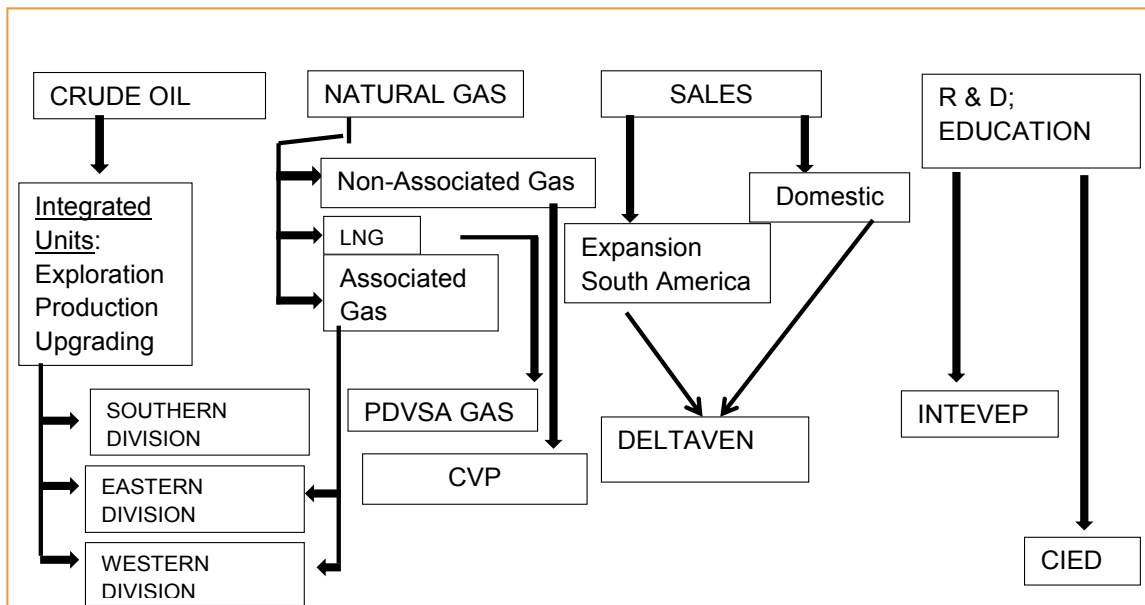 CRUDE OIL
NATURAL GAS
SALES
R & D;
EDUCATION
Non-Associated Gas
Domestic
Integrated
Units:
Exploration
Production
Upgrading
LNG
Associated
Gas
Expansion
South America
SOUTHERN
DIVISION
PDVSA GAS
DELTAVEN
INTEVEP
CVP
EASTERN
DIVISION
WESTERN
DIVISION
CIED